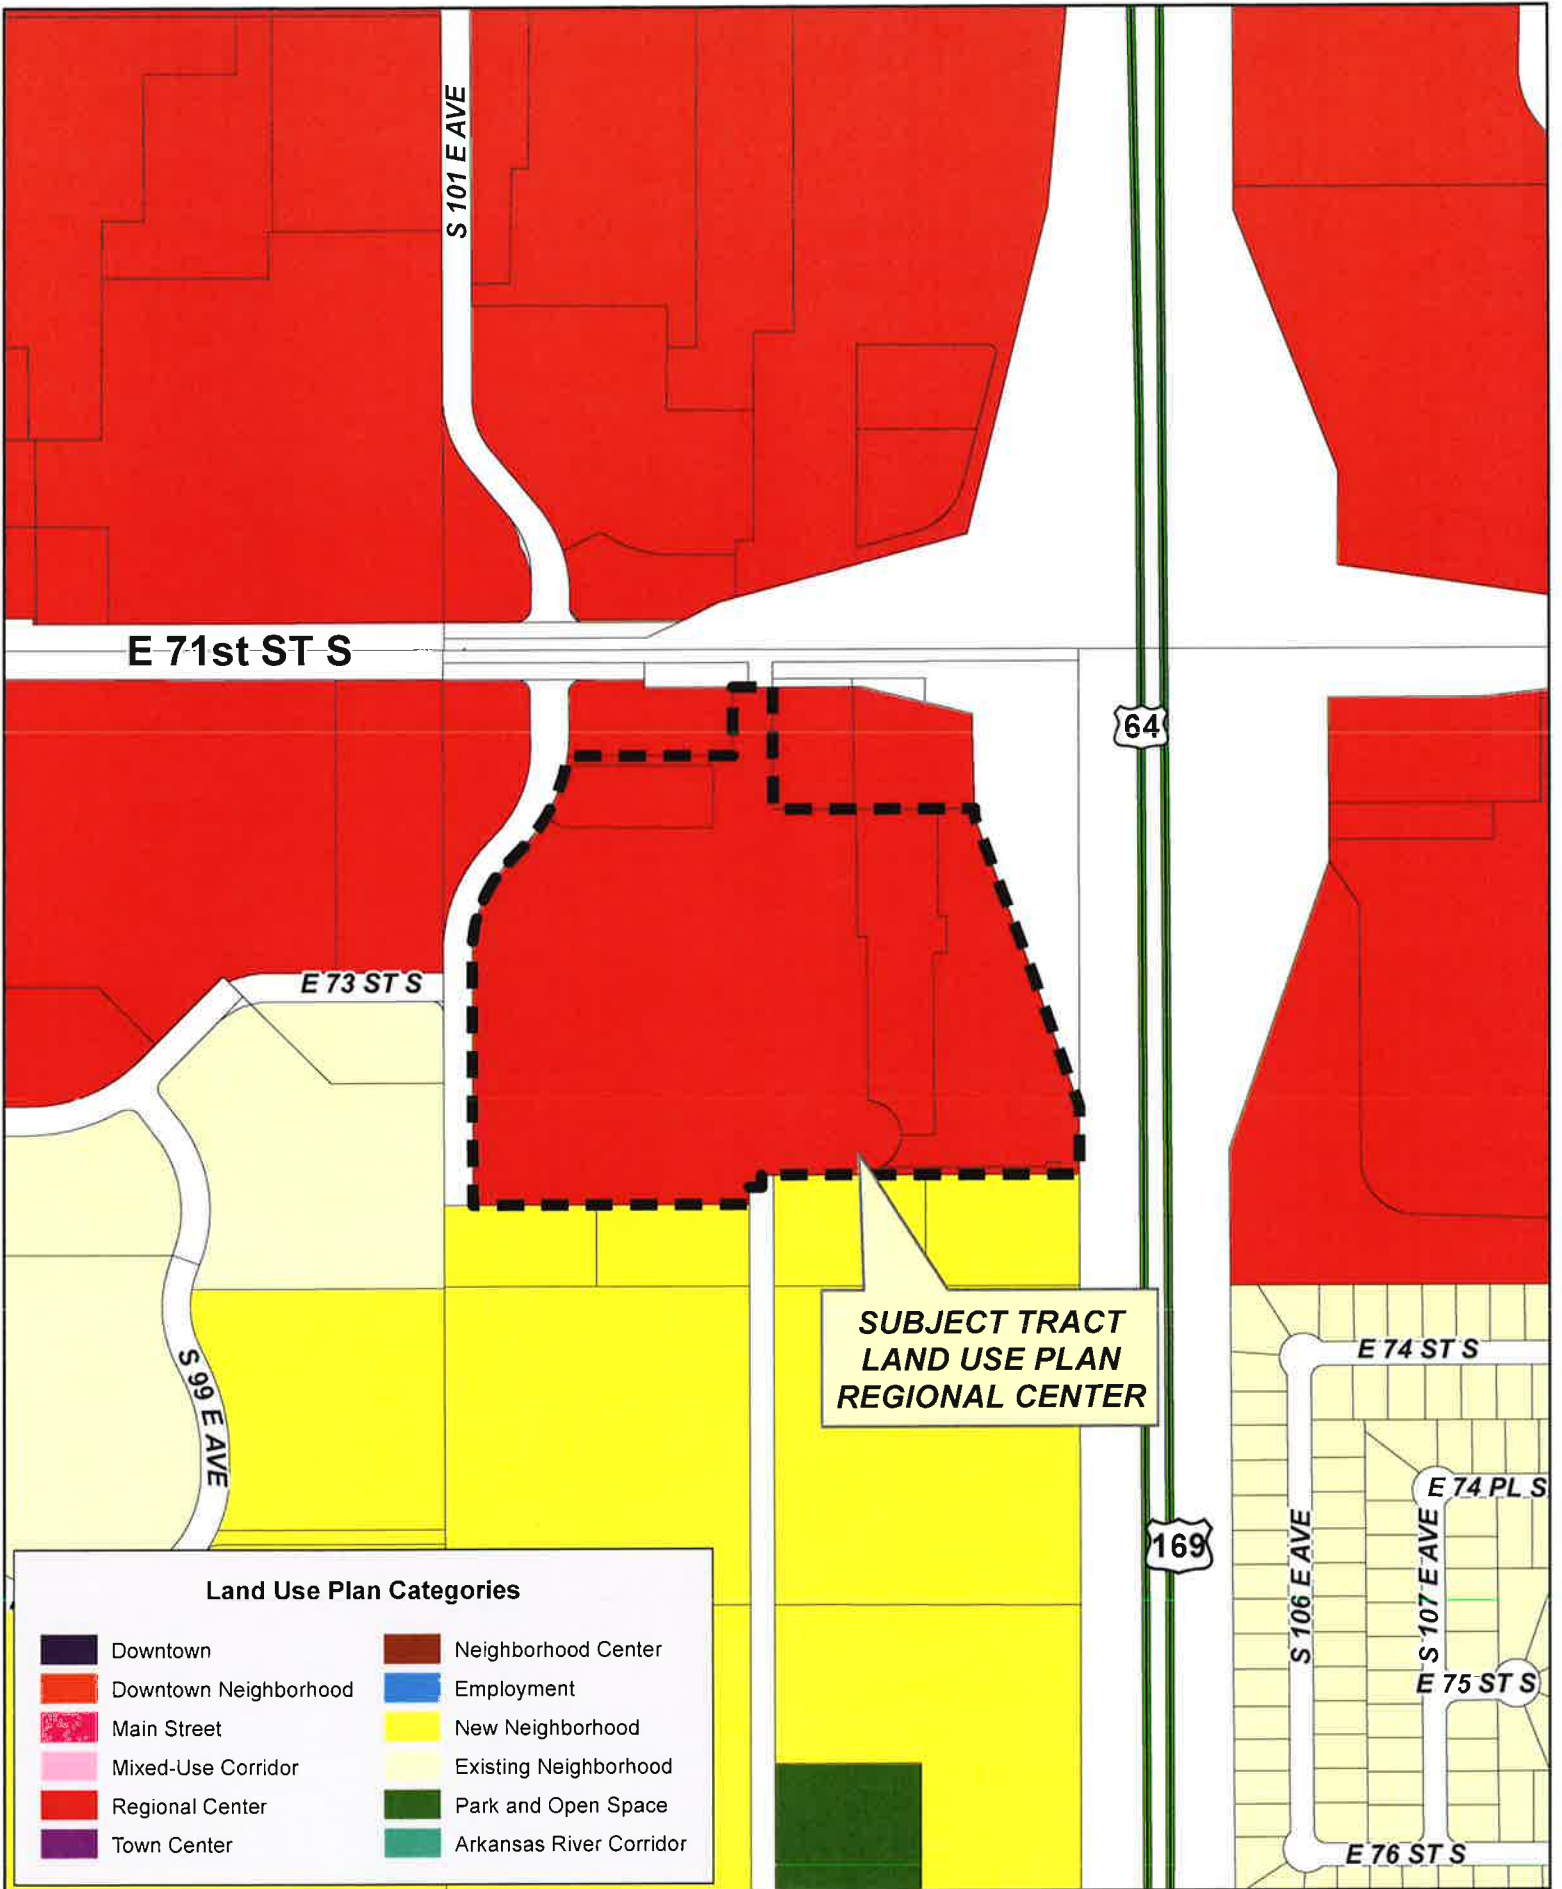 S 101 E AVE
E 71st ST S
64
E 73 ST S
SUBJECT TRACT
LAND USE PLAN
REGIONAL CENTER
E 74 ST S
S 99 E AVE
E 74 PL S
169
S 106 E AVE
S 107 E AVE
E 75 ST S
E 76 ST S
Land Use Plan Categories
Downtown
Downtown Neighborhood
Main Street
Mixed-Use Corridor
Regional Center
Town Center
Neighborhood Center
Employment
New Neighborhood
Existing Neighborhood
Park and Open Space
Arkansas River Corridor